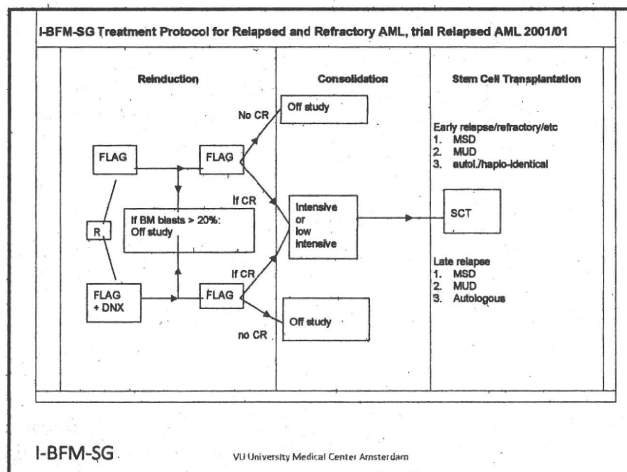 I-BFM-SG Treatment Protocol for Relapsed and Refractory AML, trial Relapsed AML 2001/01
Reinduction
Consolidation
Stem Cell Transplantation
No CR
Off study
Early relapse/refractory/etc
1. MSD
2. MUD
3. autol./haplo-identical
FLAG
FLAG
If CR
R
If BM blasts > 20%:
Off study
Intensive
or
low
intensive
SCT
If CR
Late relapse
1. MSD
2. MUD
3. Autologous
FLAG
+ DNX
FLAG
no CR
Off study
I-BFM-SG
VU University Medical Center Amsterdam